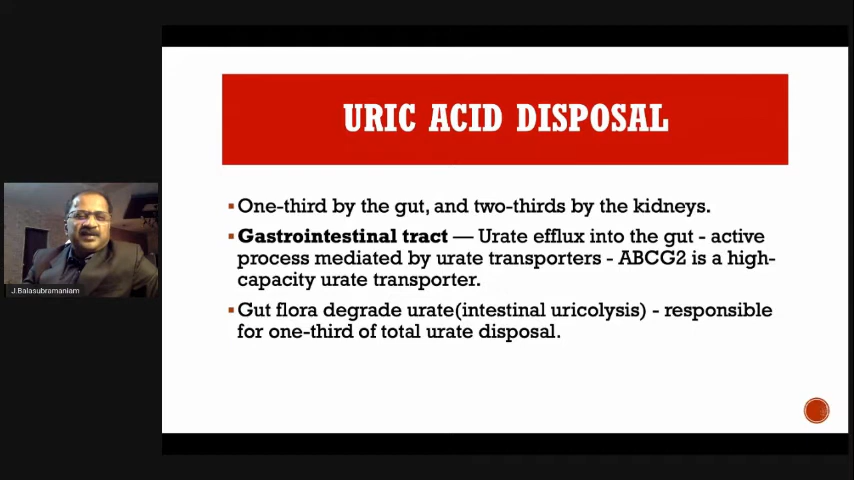 URIC ACID DISPOSAL
One-third by the gut, and two-thirds by the kidneys.
Gastrointestinal tract — Urate efflux into the gut - active
process mediated by urate transporters - ABCG2 is a high-
capacity urate transporter.
Gut flora degrade urate(intestinal uricolysis) - responsible
for one-third of total urate disposal.
J.Balasubramaniam